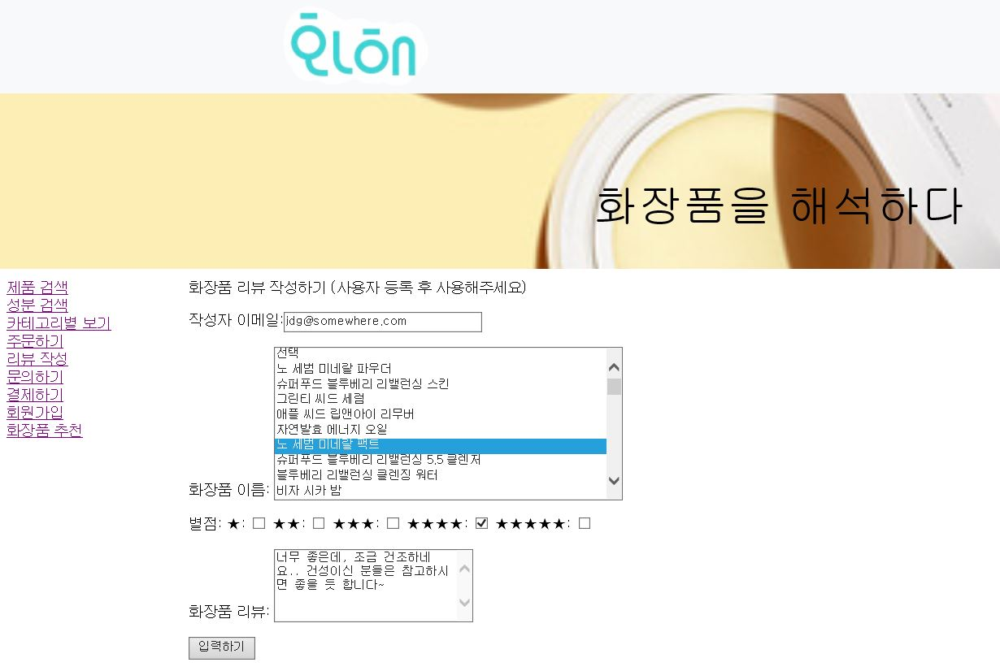 화장품을 해석하다
제품 검색
성분 검색
카테고리별 보기
주문하기
리뷰 작성
문의하기
결제하기
회원가입
화장품 추천
화장품 리뷰 작성하기 (사용자 등록 후 사용해주세요)
작성자 이메일:jdg@somewhere.com
선택
노 세범 미네랄 파우더
슈퍼푸드 블루베리 리밸런싱 스킨
그린티 씨드 세럼
애플 씨드 립앤아이 리무버
자연발효 에너지 오일
노 세범 미네랄 팩트
슈퍼푸드 블루베리 리밸런싱 5.5 클렌저
블루베리 리밸런싱 클렌징 워터
비자 시카 밤
화장품 이름:
별점: ★: ★★: ★★★: ★★★★: ★★★★★:
너무 좋은데, 조금 건조하네
요.. 건성이신 분들은 참고하시
면 좋을 듯 합니다~
화장품 리뷰:
입력하기